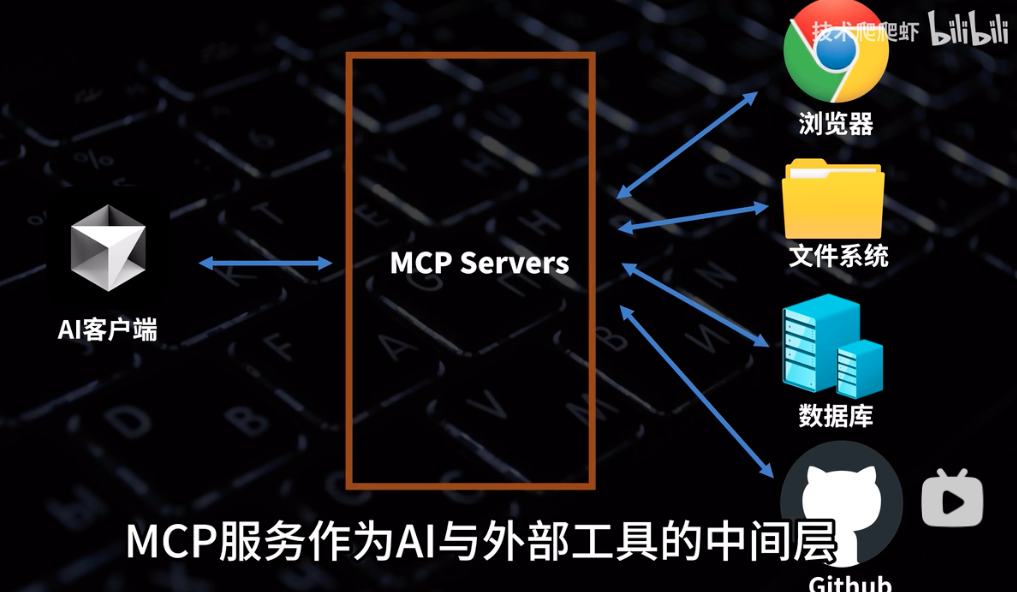 技术爬爬虾 bilibili
浏览器
文件系统
MCP Servers
AI客户端
数据库
MCP服务作为AI与外部工具的中间层
Github